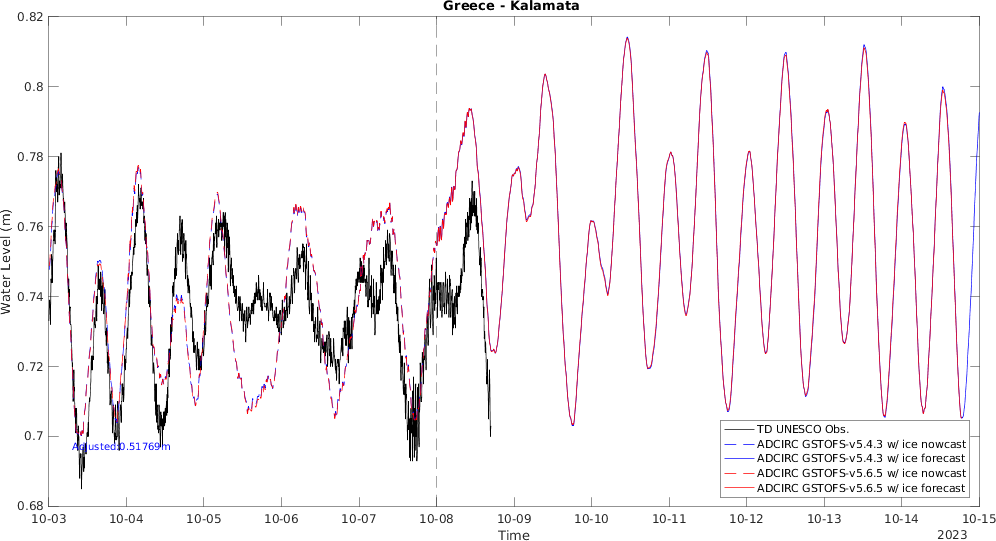 Greece - Kalamata
0.82
0.8
0.78
0.76
0.74
0.72
0.7
0.68
Water Level (m)
Adjusted:0.51769m
TD UNESCO Obs.
ADCIRC GSTOFS-v5.4.3 w/ ice nowcast
ADCIRC GSTOFS-v5.4.3 w/ ice forecast
ADCIRC GSTOFS-v5.6.5 w/ ice nowcast
ADCIRC GSTOFS-v5.6.5 w/ ice forecast
10-03 10-04 10-05 10-06 10-07 10-08 10-09 10-10 10-11 10-12 10-13 10-14 10-15
Time
2023